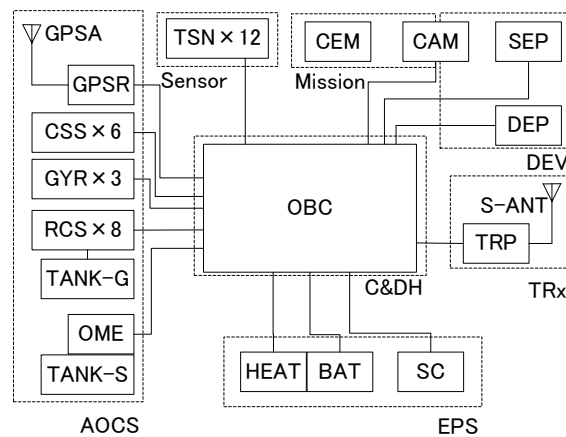 GPSA
TSN×12
CEM
CAM
SEP
GPSR
Sensor
Mission
CSS×6
DEP
DEV
GYR×3
OBC
S-ANT
RCS×8
TRP
TANK-G
C&DH
TRx
OME
HEAT
BAT
SC
TANK-S
AOCS
EPS